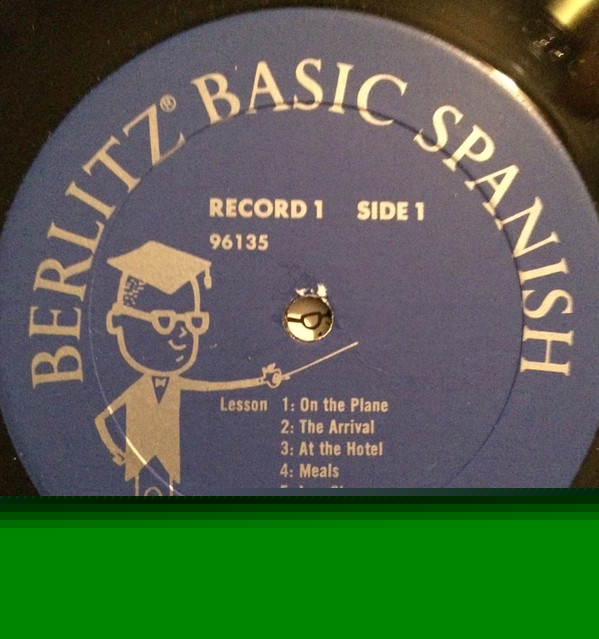 BERLITZ® BASIC SPANISH
RECORD 1 SIDE 1
96135
Lesson 1: On the Plane
2: The Arrival
3: At the Hotel
4: Meals